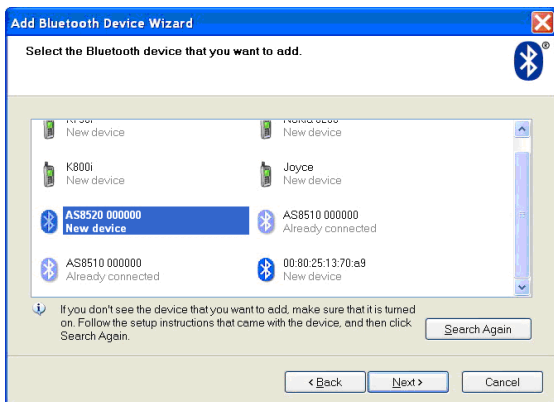 Add Bluetooth Device Wizard
Select the Bluetooth device that you want to add.
®
New device
New device
K800i
New device
Joyce
New device
AS8520 000000
New device
AS8510 000000
Already connected
AS8510 000000
Already connected
00:80:25:13:70:a9
New device
If you don't see the device that you want to add, make sure that it is turned
on. Follow the setup instructions that came with the device, and then click
Search Again.
Search Again
< Back
Next >
Cancel